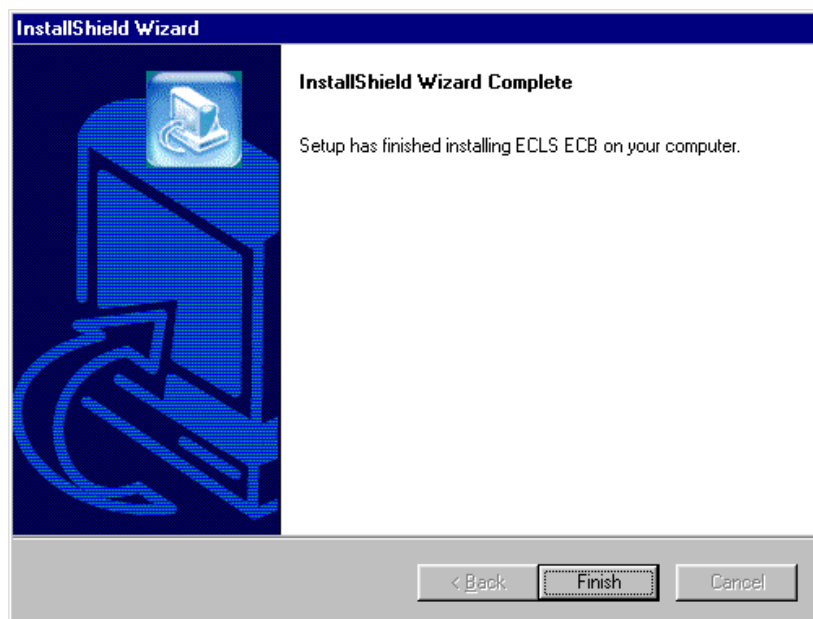 InstallShield Wizard
InstallShield Wizard Complete
Setup has finished installing ECLS ECB on your computer.
< Back
Finish
Cancel